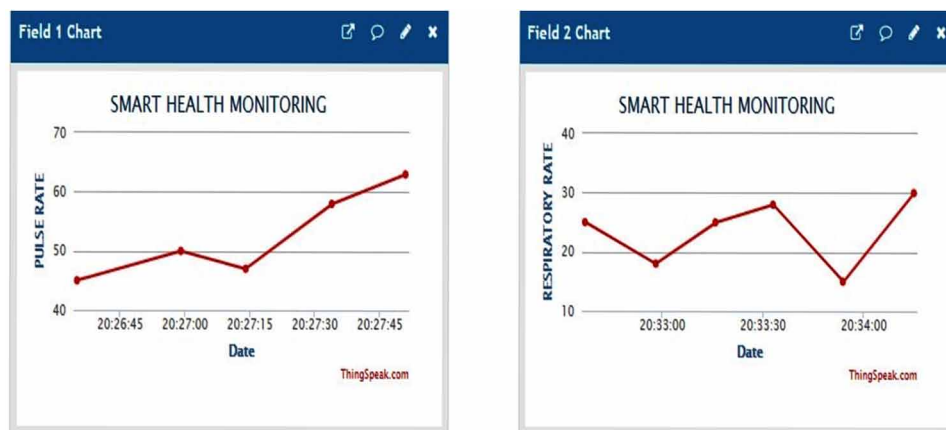 Field 1 Chart
SMART HEALTH MONITORING
70
60
50
40
PULSE RATE
20:26:45 20:27:00 20:27:15 20:27:30 20:27:45
Date
ThingSpeak.com
Field 2 Chart
SMART HEALTH MONITORING
40
30
20
10
RESPIRATORY RATE
20:33:00 20:33:30 20:34:00
Date
ThingSpeak.com